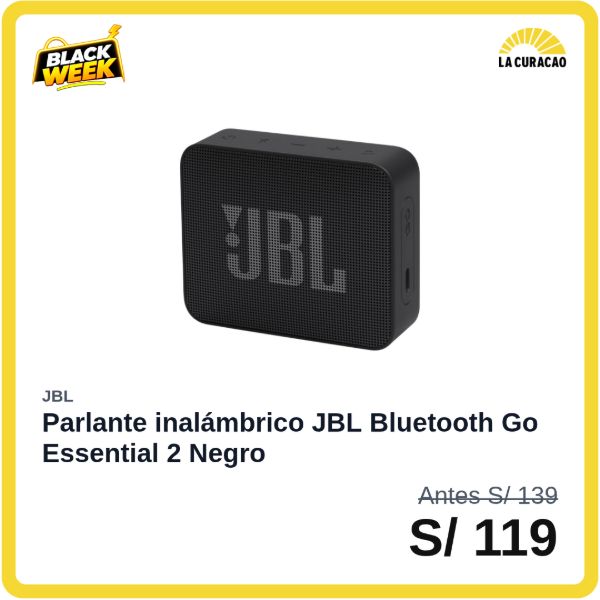 BLACK
WEEK
LA CURACAO
JBL
JBL
Parlante inalámbrico JBL Bluetooth Go
Essential 2 Negro
Antes S/ 139
S/ 119